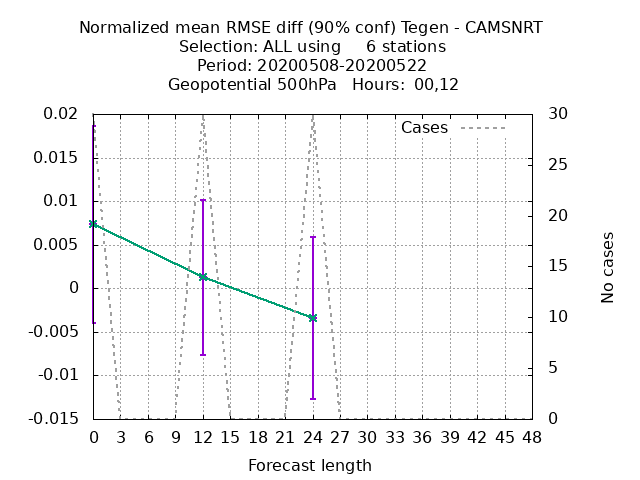 Normalized mean RMSE diff (90% conf) Tegen - CAMSNRT
Selection: ALL using     6 stations
Period: 20200508-20200522
Geopotential 500hPa   Hours: 00,12
Cases
0.02
0.015
0.01
0.005
0
-0.005
-0.01
-0.015
30
25
20
15
10
5
0
No cases
0 3 6 9 12 15 18 21 24 27 30 33 36 39 42 45 48
Forecast length